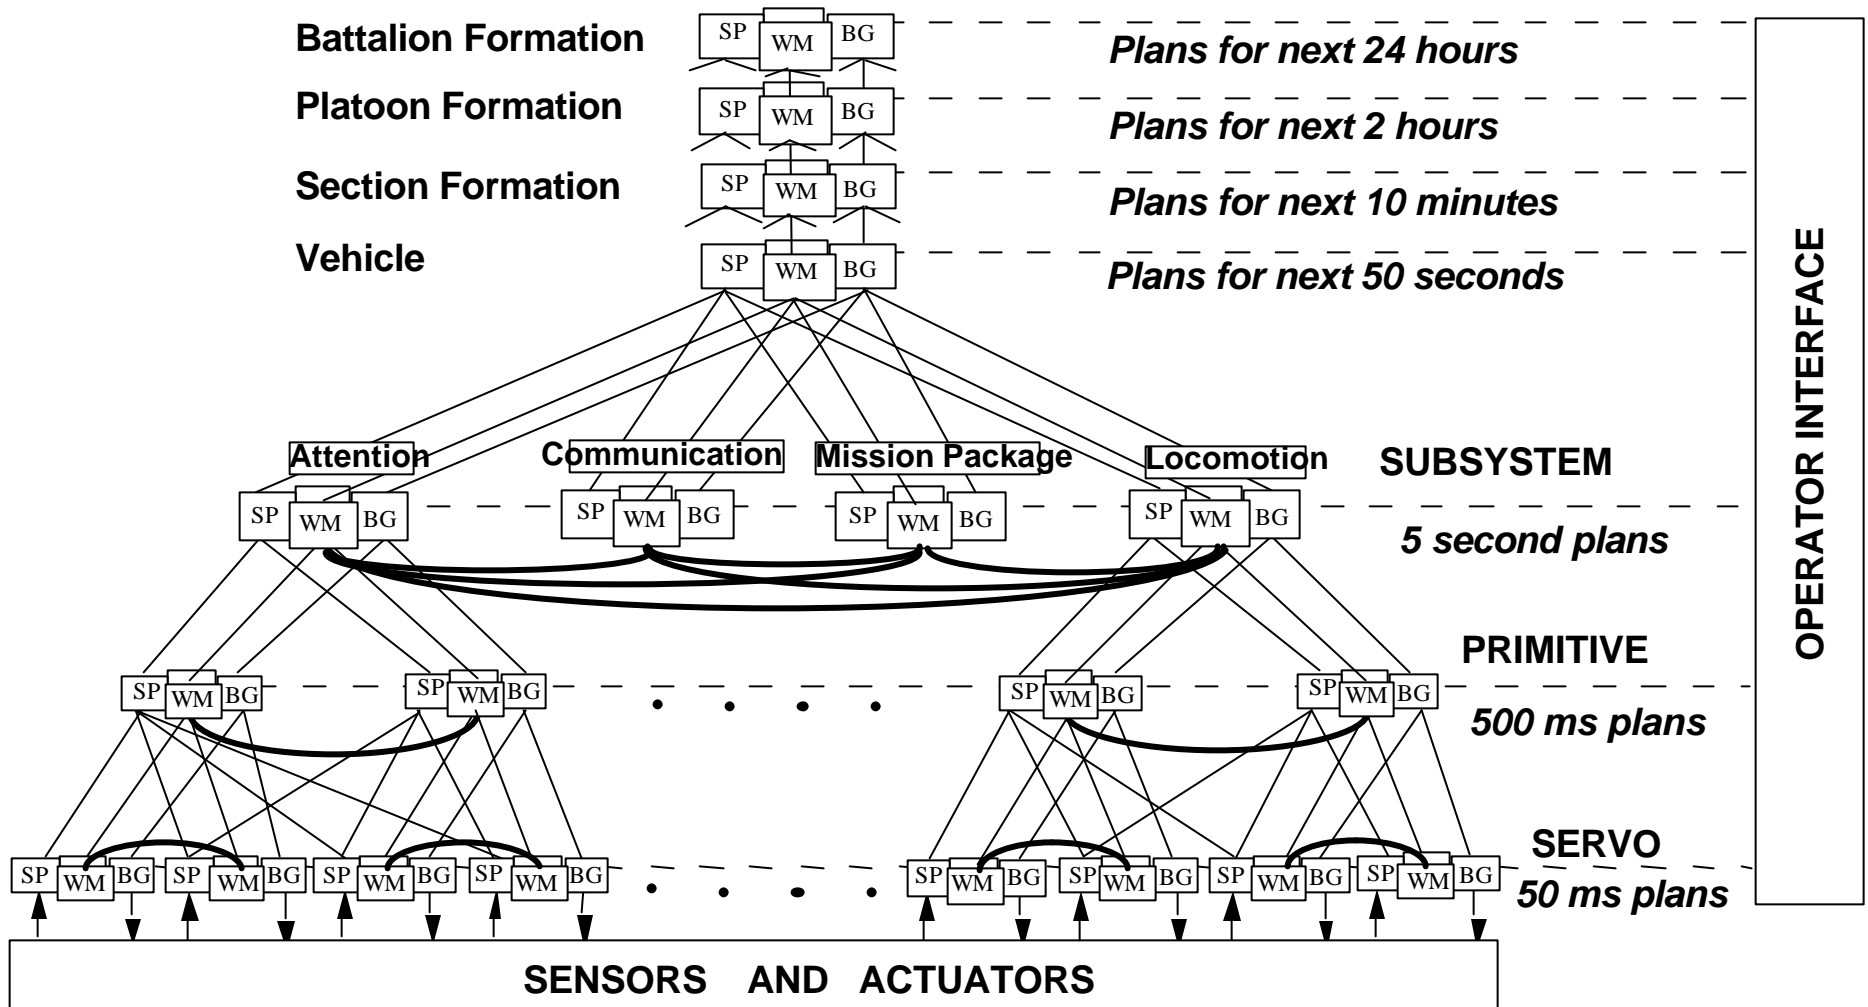 Battalion Formation
SP WM BG
Plans for next 24 hours
Platoon Formation
SP WM BG
Plans for next 2 hours
Section Formation
SP WM BG
Plans for next 10 minutes
Vehicle
SP WM BG
Plans for next 50 seconds
OPERATOR INTERFACE
Attention Communication Mission Package Locomotion SUBSYSTEM
SP WM BG SP WM BG SP WM BG SP WM BG
5 second plans
PRIMITIVE
SP WM BG SP WM BG SP WM BG SP WM BG
500 ms plans
SERVO
SP WM BG SP WM BG SP WM BG SP WM BG SP WM BG SP WM BG SP WM BG SP WM BG
50 ms plans
SENSORS AND ACTUATORS